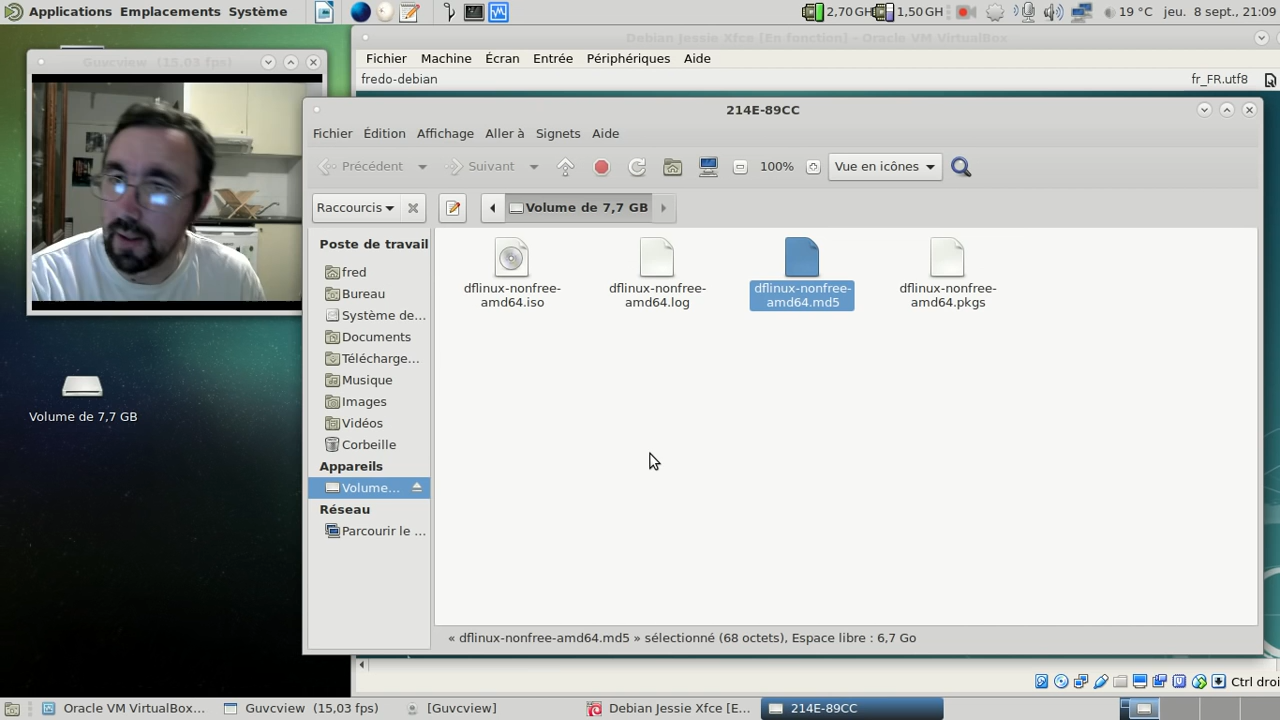 Applications Emplacements Système
2,70 GH 1,50 GH 19 °C jeu. 3 sept., 21:09
Debian Jessie Xfce [En fonction] - Oracle VM VirtualBox
Guvcview (15,03 fps)
Fichier Machine Écran Entrée Périphériques Aide
fredo-debian fr_FR.utf8
214E-89CC
Fichier Édition Affichage Aller à Signets Aide
Précédent Suivant 100% Vue en icônes
Raccourcis Volume de 7,7 GB
Poste de travail
fred
Bureau
Système de...
Documents
Télécharge...
Musique
Images
Vidéos
Corbeille
Appareils
Volume...
Réseau
Parcourir le ...
dflinux-nonfree-
amd64.iso
dflinux-nonfree-
amd64.log
dflinux-nonfree-
amd64.md5
dflinux-nonfree-
amd64.pkgs
Volume de 7,7 GB
« dflinux-nonfree-amd64.md5 » sélectionné (68 octets), Espace libre : 6,7 Go
Ctrl droi
Oracle VM VirtualBox... Guvcview (15,03 fps) [Guvcview] Debian Jessie Xfce [E... 214E-89CC